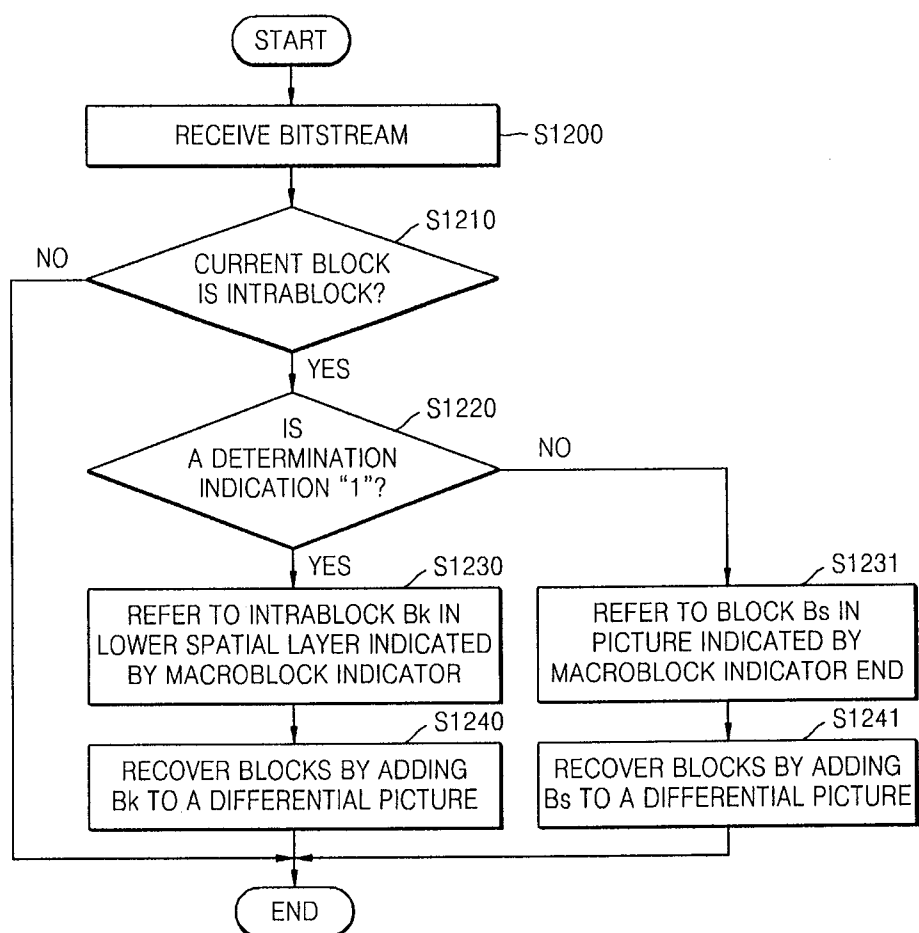 START
RECEIVE BITSTREAM
S1200
S1210
NO
CURRENT BLOCK
IS INTRABLOCK?
YES
S1220
IS
A DETERMINATION
INDICATION “1”?
NO
YES
S1230
REFER TO INTRABLOCK Bk IN
LOWER SPATIAL LAYER INDICATED
BY MACROBLOCK INDICATOR
S1231
REFER TO BLOCK Bs IN
PICTURE INDICATED BY
MACROBLOCK INDICATOR END
S1240
RECOVER BLOCKS BY ADDING
Bk TO A DIFFERENTIAL PICTURE
S1241
RECOVER BLOCKS BY ADDING
Bs TO A DIFFERENTIAL PICTURE
END